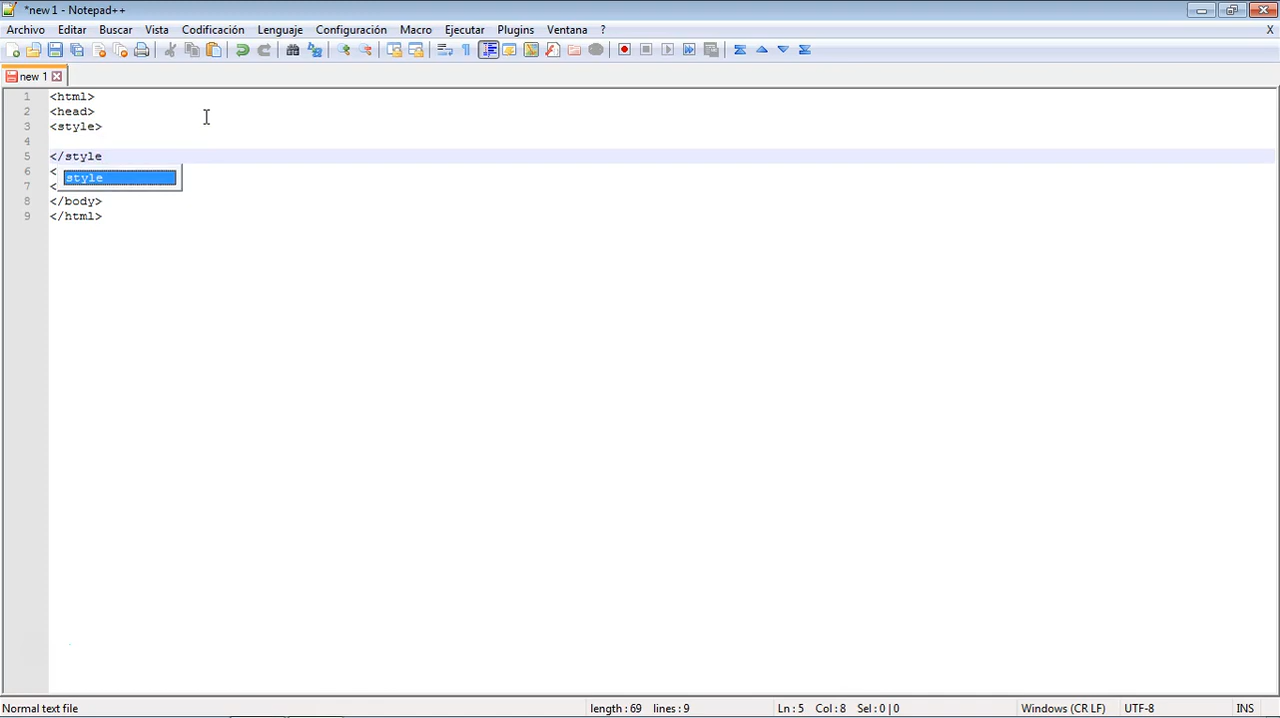 *new 1 - Notepad++
Archivo Editar Buscar Vista Codificación Lenguaje Configuración Macro Ejecutar Plugins Ventana ? X
new 1
1 <html>
2 <head>
3 <style>
4
5 </style
6 <
style
7 <
8 </body>
9 </html>
Normal text file length : 69 lines : 9 Ln : 5 Col : 8 Sel : 0 | 0 Windows (CR LF) UTF-8 INS